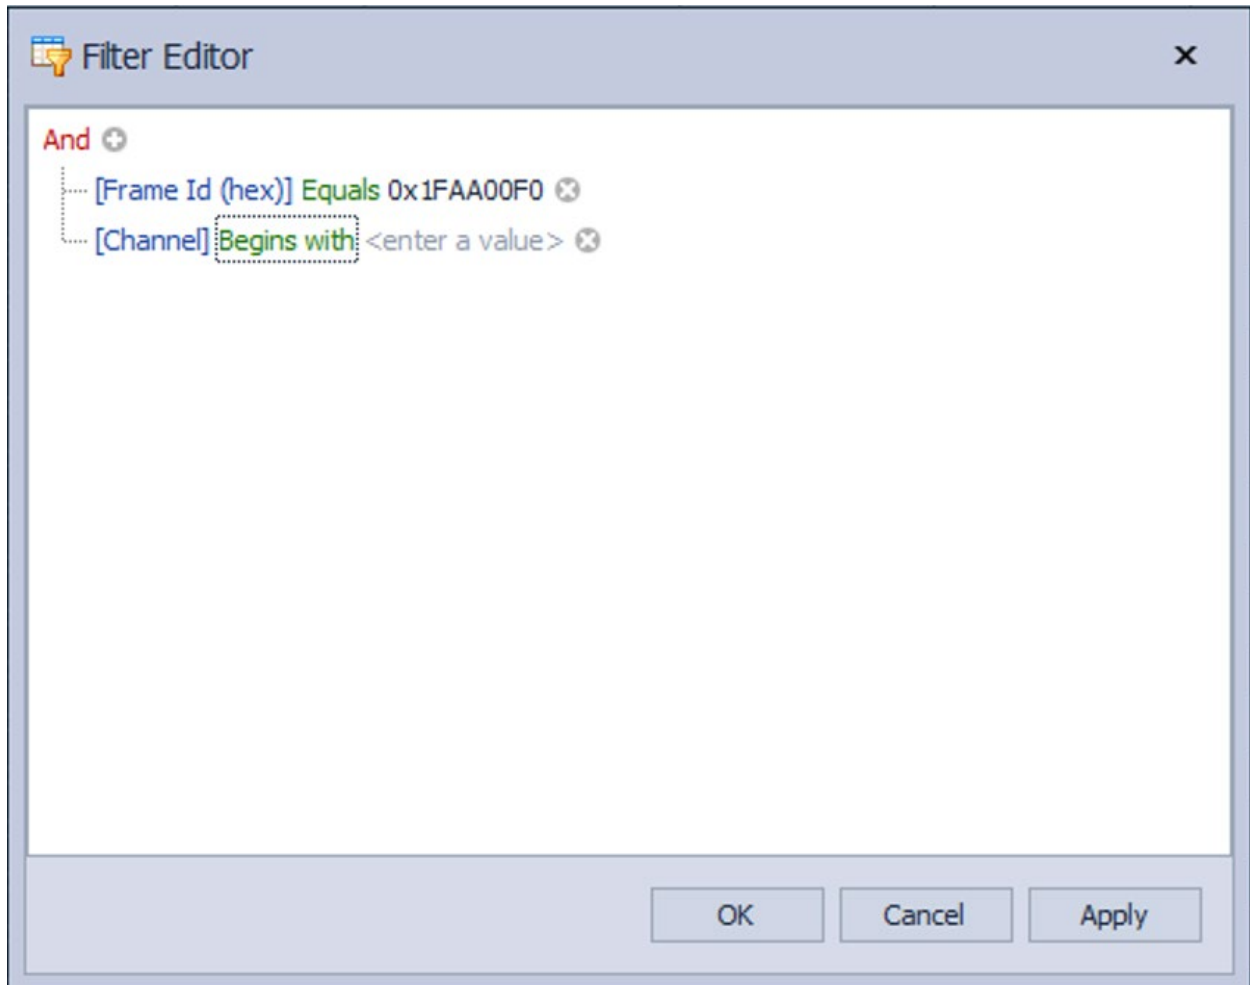 Filter Editor
And
[Frame Id (hex)] Equals 0x1FAA00F0
[Channel] Begins with <enter a value>
OK Cancel Apply